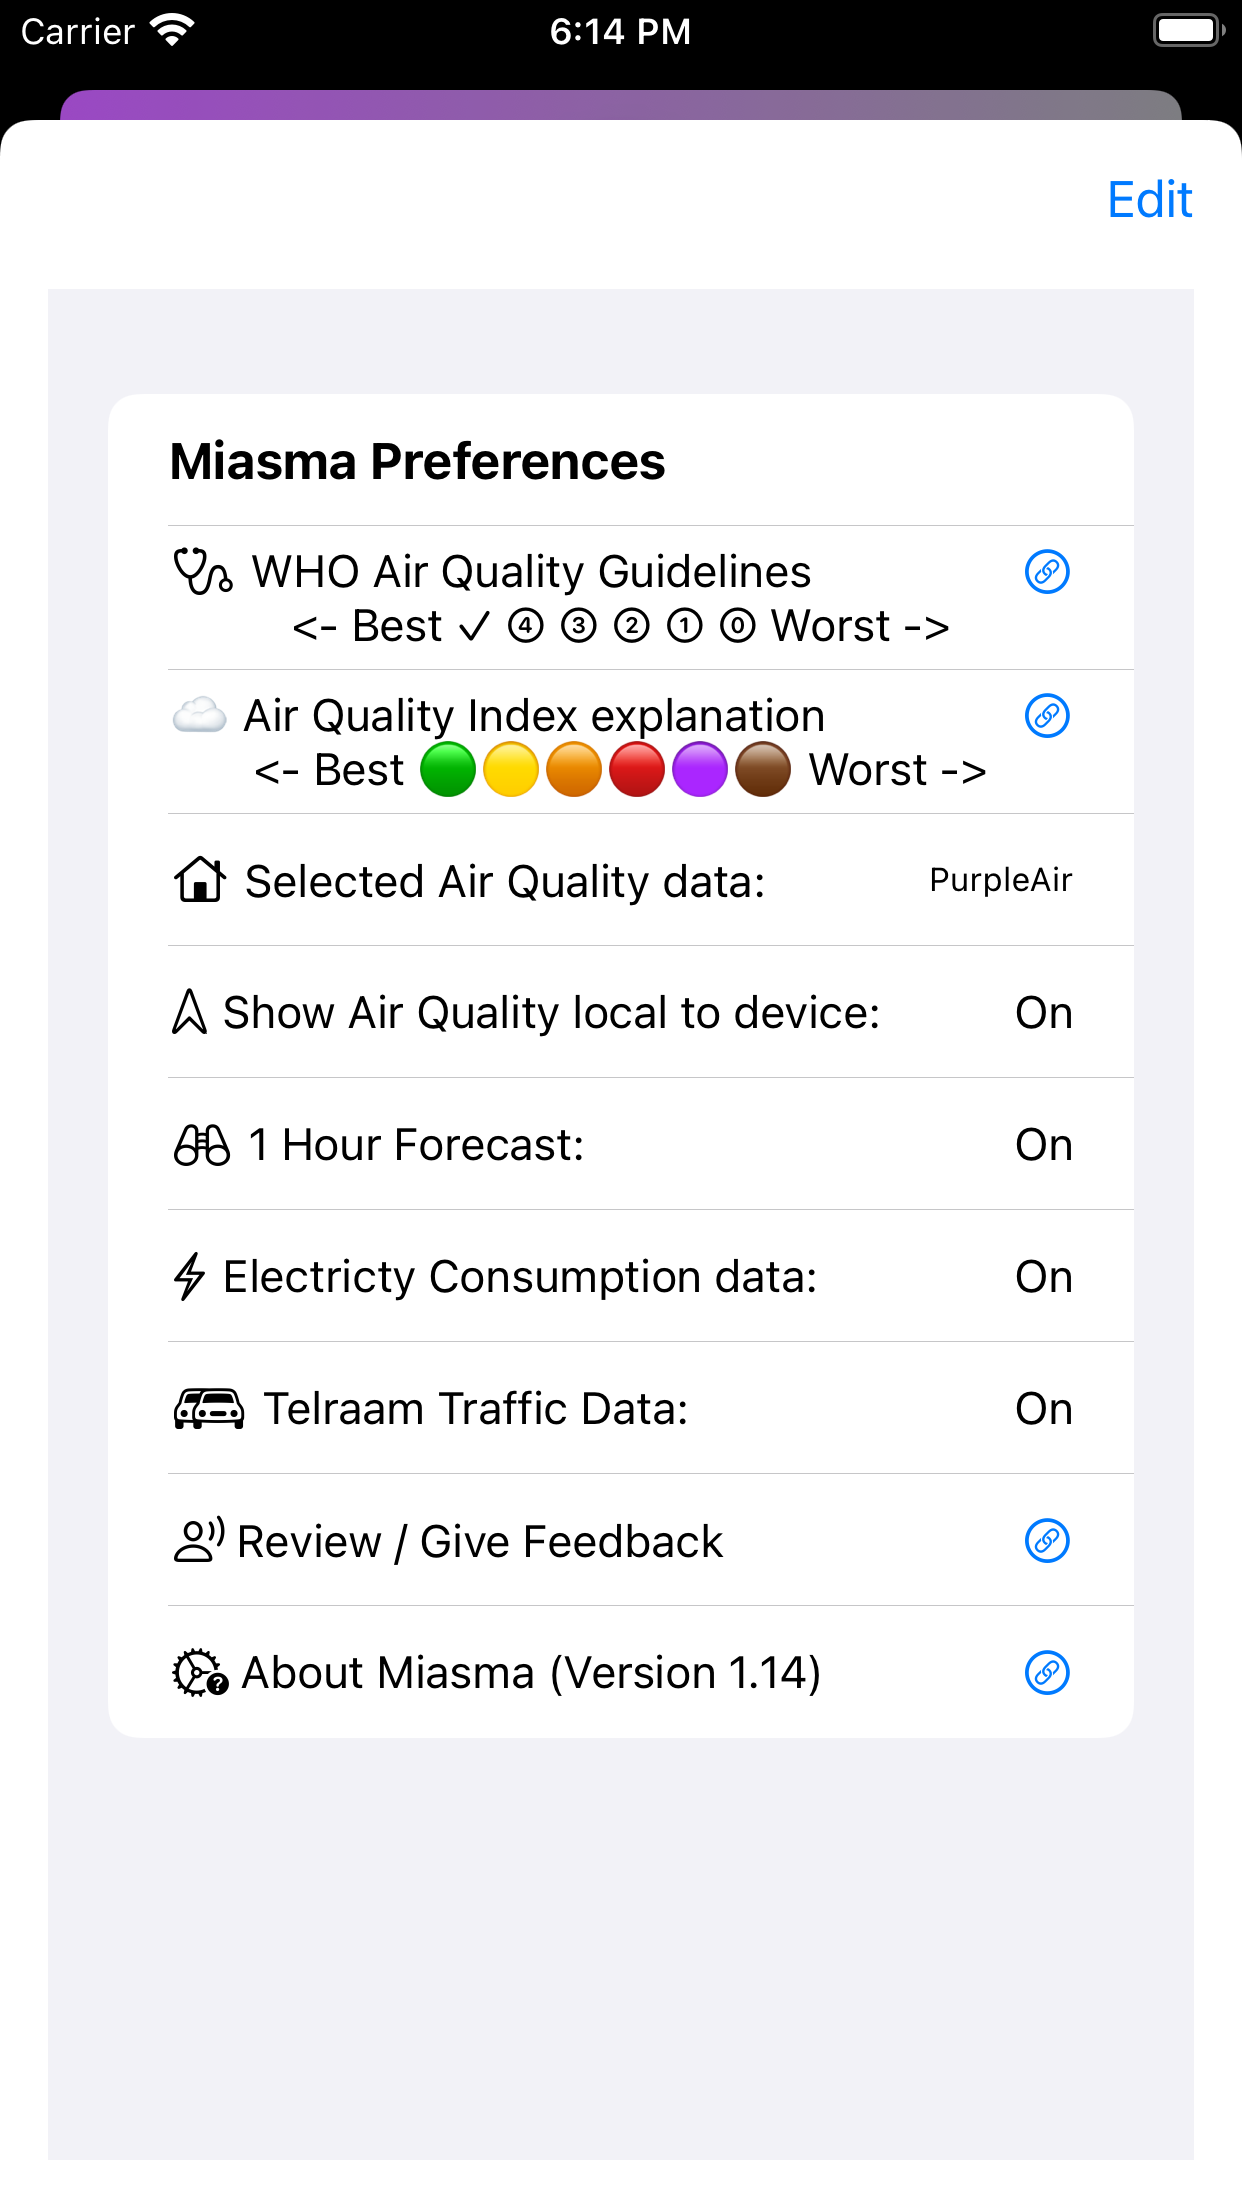 Carrier 6:14 PM
Edit
Miasma Preferences
WHO Air Quality Guidelines
<- Best ✓ ④ ③ ② ① ⓪ Worst ->
Air Quality Index explanation
<- Best 🟢🟡🟠🔴🟣🟤 Worst ->
Selected Air Quality data: PurpleAir
Show Air Quality local to device: On
1 Hour Forecast: On
Electricty Consumption data: On
Telraam Traffic Data: On
Review / Give Feedback
About Miasma (Version 1.14)